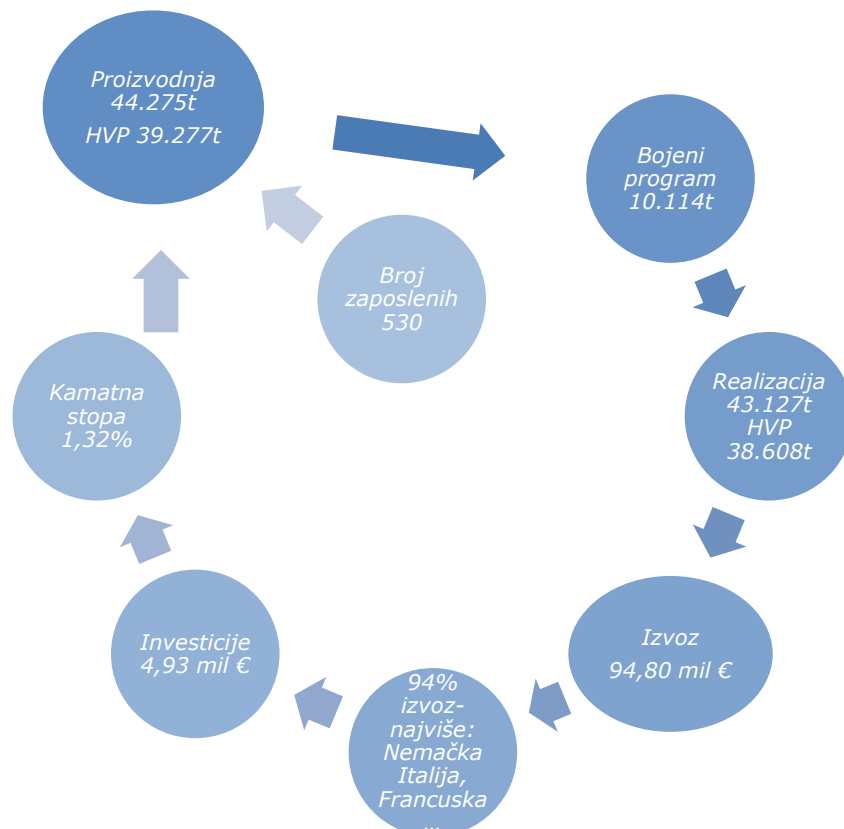 Proizvodnja
44.275t
HVP 39.277t
Bojeni
program
10.114t
Realizacija
43.127t
HVP
38.608t
Izvoz
94,80 mil €
94%
izvoz-
najviše:
Nemačka
Italija,
Francuska
Investicije
4,93 mil €
Kamatna
stopa
1,32%
Broj
zaposlenih
530